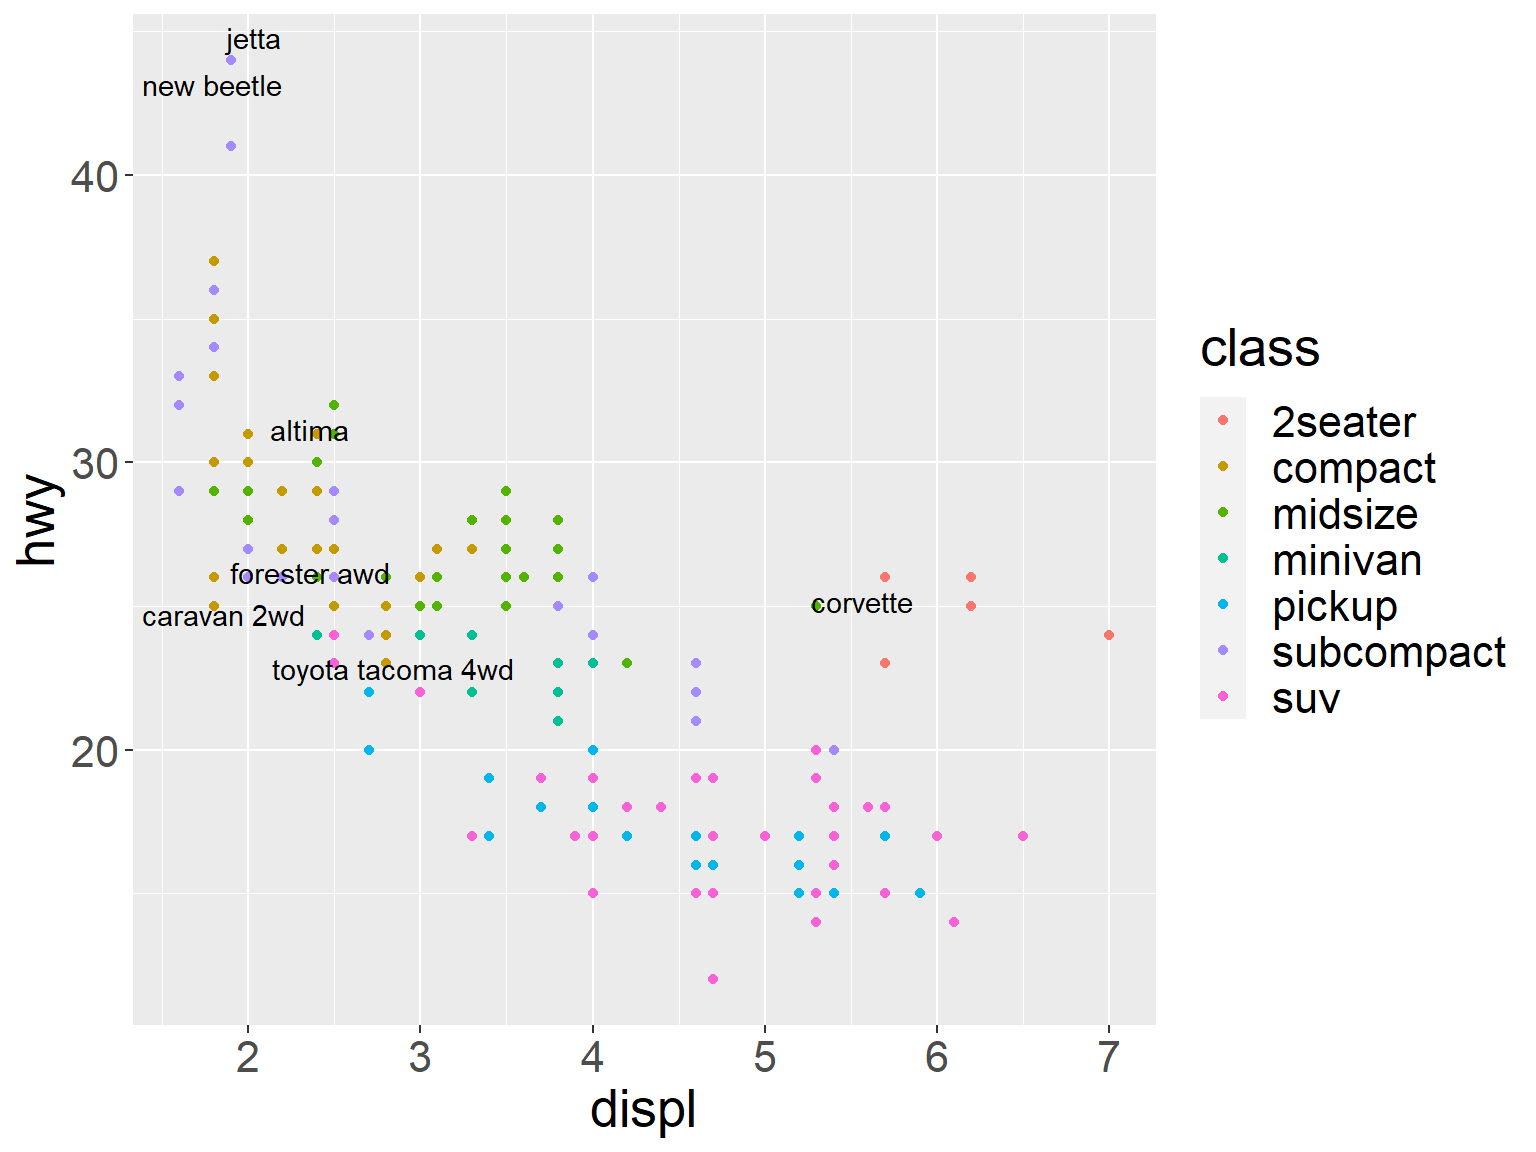 jetta
new beetle
40
altima
30
forester awd
caravan 2wd
corvette
toyota tacoma 4wd
20
hwy
2 3 4 5 6 7
displ
class
2seater
compact
midsize
minivan
pickup
subcompact
suv